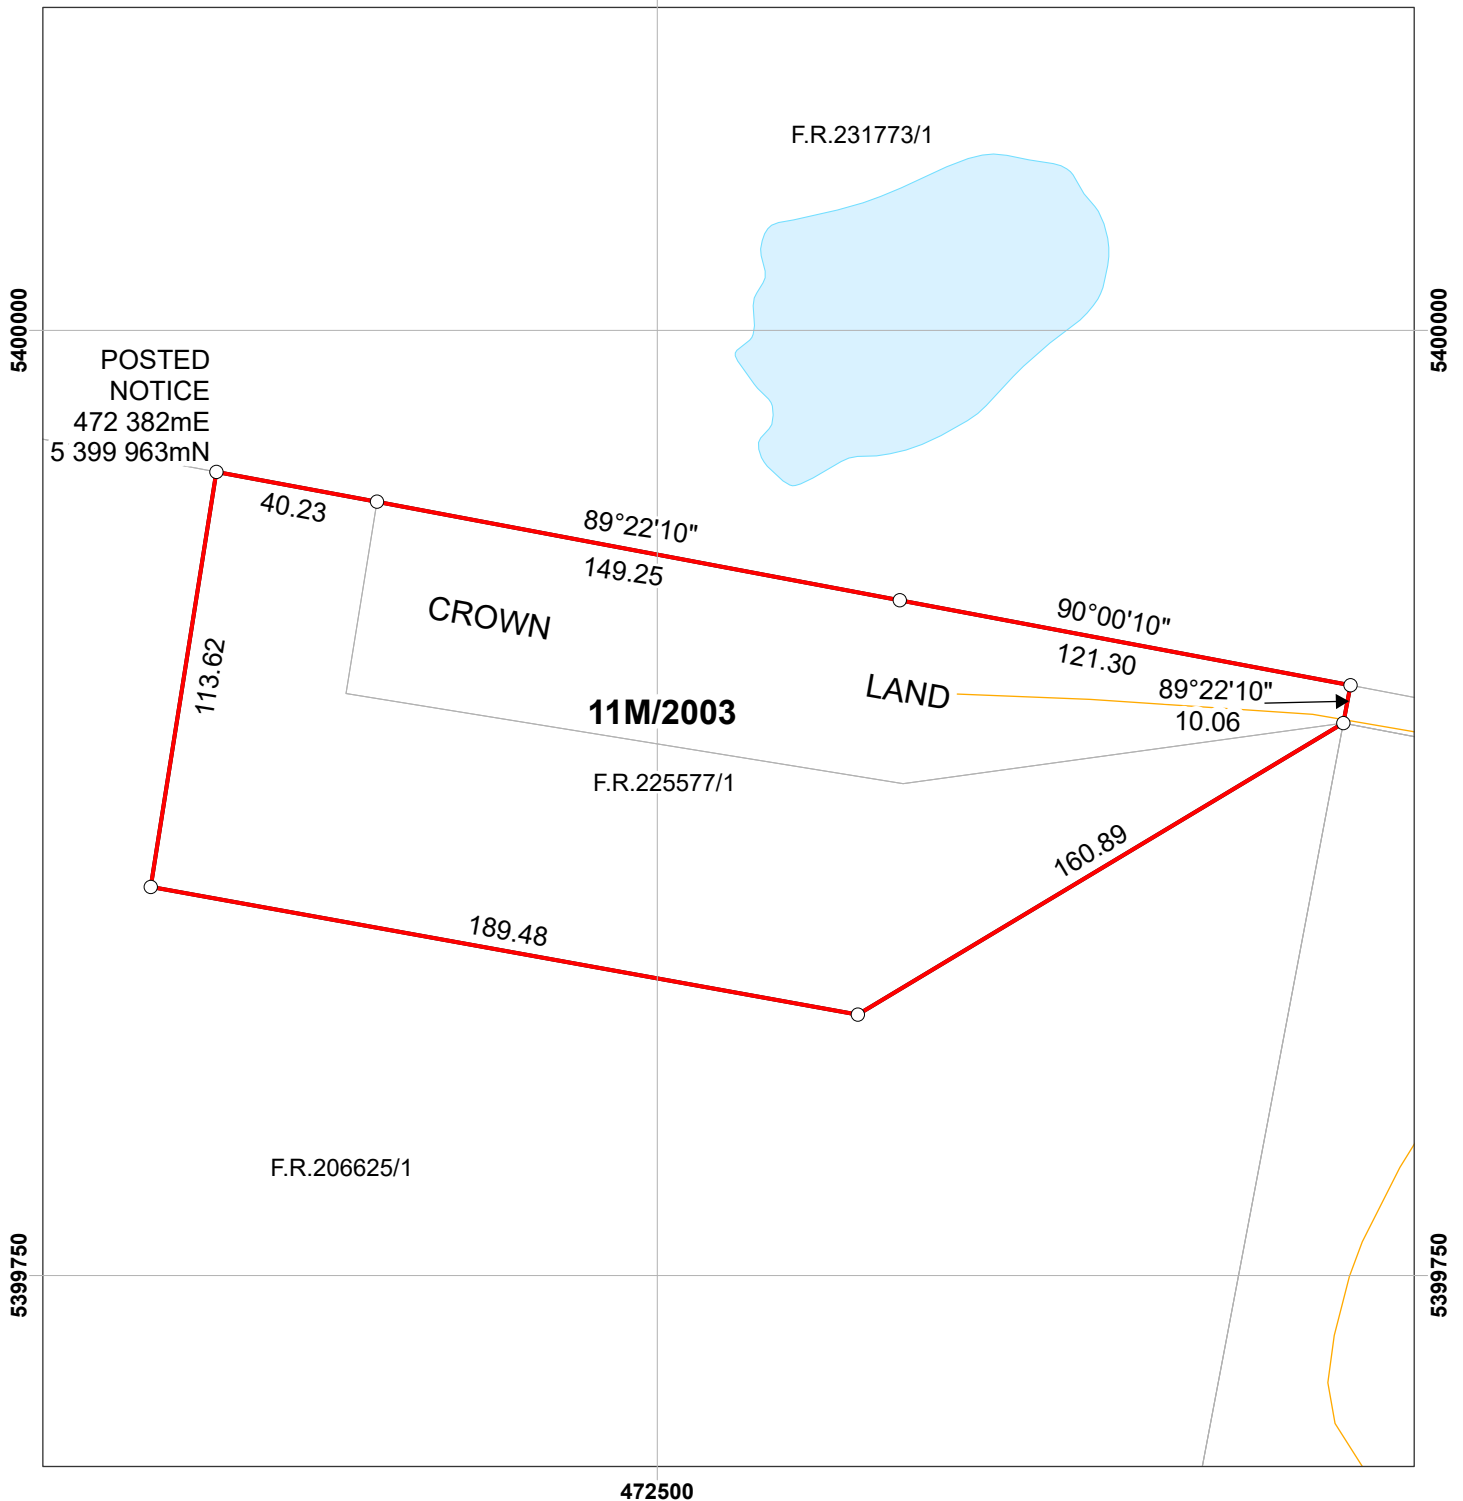 F.R.231773/1
5400000
5400000
POSTED
NOTICE
472 382mE
5 399 963mN
40.23
89°22'10"
149.25
CROWN
90°00'10"
121.30
113.62
LAND
89°22'10"
10.06
11M/2003
F.R.225577/1
160.89
189.48
F.R.206625/1
5399750
5399750
472500